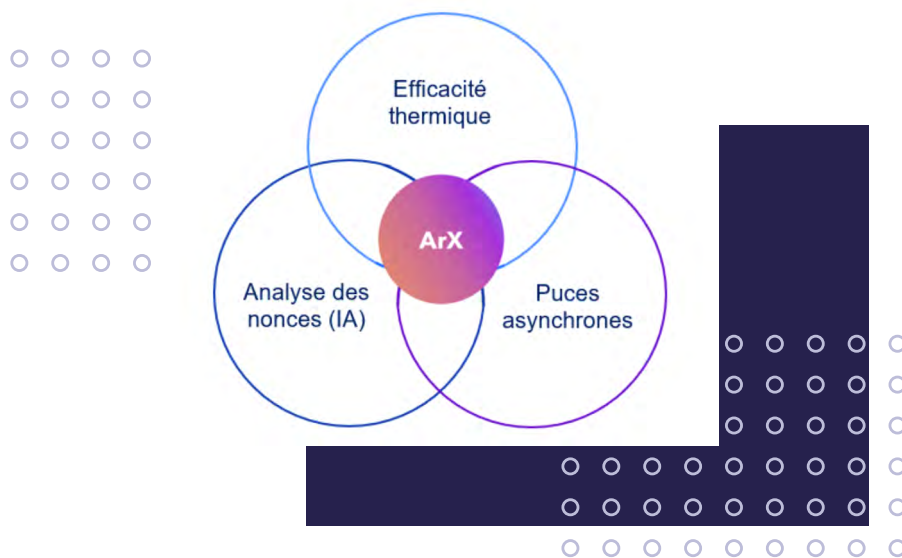 Efficacité
thermique
ArX
Analyse des
nonces (IA)
Puces
asynchrones